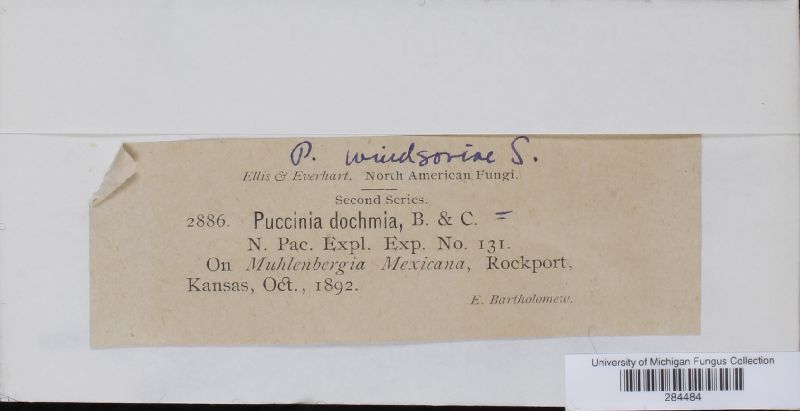 P. windsoriae S.
Ellis & Everhart. North American Fungi.
Second Series.
2886. Puccinia dochmia, B. & C. =
N. Pac. Expl. Exp. No. 131.
On Muhlenbergia Mexicana, Rockport,
Kansas, Oct., 1892.
E. Bartholomew.
University of Michigan Fungus Collection
284484